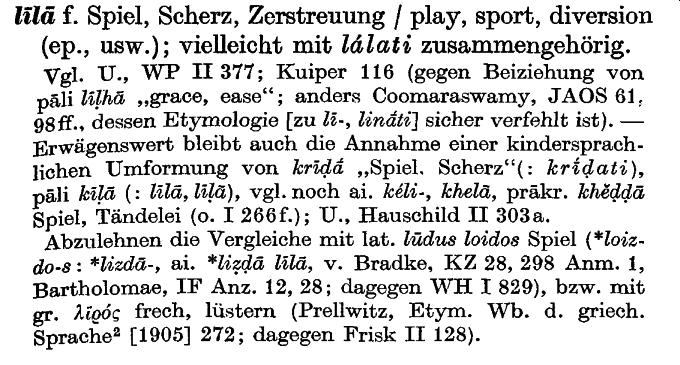 līlā f. Spiel, Scherz, Zerstreuung / play, sport, diversion
(ep., usw.); vielleicht mit lálati zusammengehörig.
Vgl. U., WP II 377; Kuiper 116 (gegen Beiziehung von
pāli līḷhā „grace, ease“; anders Coomaraswamy, JAOS 61,
98ff., dessen Etymologie [zu lī-, lināti] sicher verfehlt ist). —
Erwägenswert bleibt auch die Annahme einer kindersprach-
lichen Umformung von krīḍā́ „Spiel, Scherz“(: krī́ḍati),
pāli kīḷā (: līlā, līḷā), vgl. noch ai. kéli-, khelā, prākr. khĕḍḍā
Spiel, Tändelei (o. I 266f.); U., Hauschild II 303a.
Abzulehnen die Vergleiche mit lat. lūdus loidos Spiel (*loiz-
do-s : *lizdā-, ai. *liẓḍā līlā, v. Bradke, KZ 28, 298 Anm. 1,
Bartholomae, IF Anz. 12, 28; dagegen WH I 829), bzw. mit
gr. λῑρός frech, lüstern (Prellwitz, Etym. Wb. d. griech.
Sprache² [1905] 272; dagegen Frisk II 128).